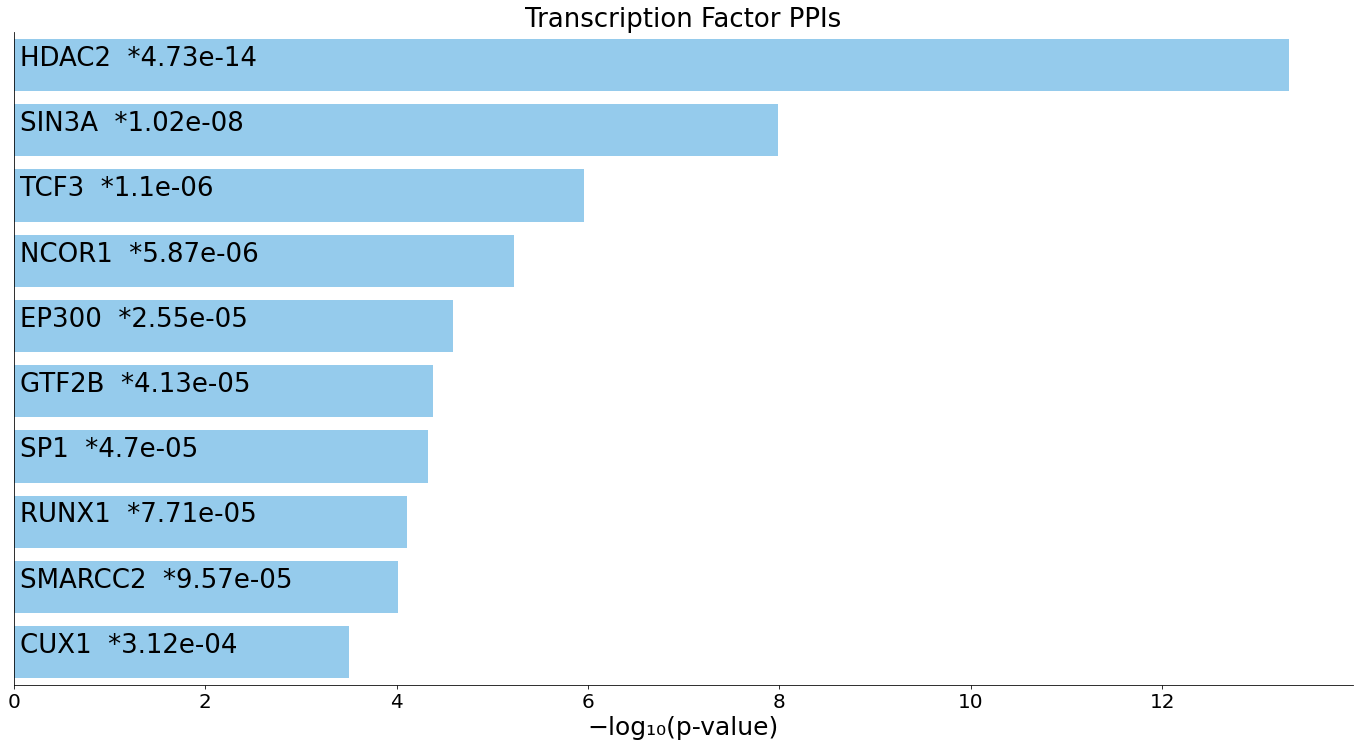 Transcription Factor PPIs
HDAC2 *4.73e-14
SIN3A *1.02e-08
TCF3 *1.1e-06
NCOR1 *5.87e-06
EP300 *2.55e-05
GTF2B *4.13e-05
SP1 *4.7e-05
RUNX1 *7.71e-05
SMARCC2 *9.57e-05
CUX1 *3.12e-04
0 2 4 6 8 10 12
−log₁₀(p-value)